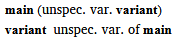 main (unspec. var. variant)
variant unspec. var. of main